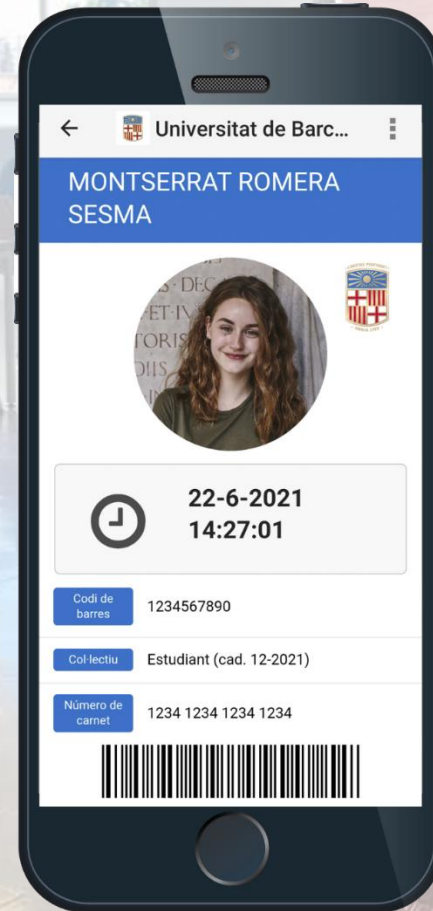 Universitat de Barc...
MONTSERRAT ROMERA
SESMA
22-6-2021
14:27:01
Codi de
barres
1234567890
Col·lectiu
Estudiant (cad. 12-2021)
Número de
carnet
1234 1234 1234 1234